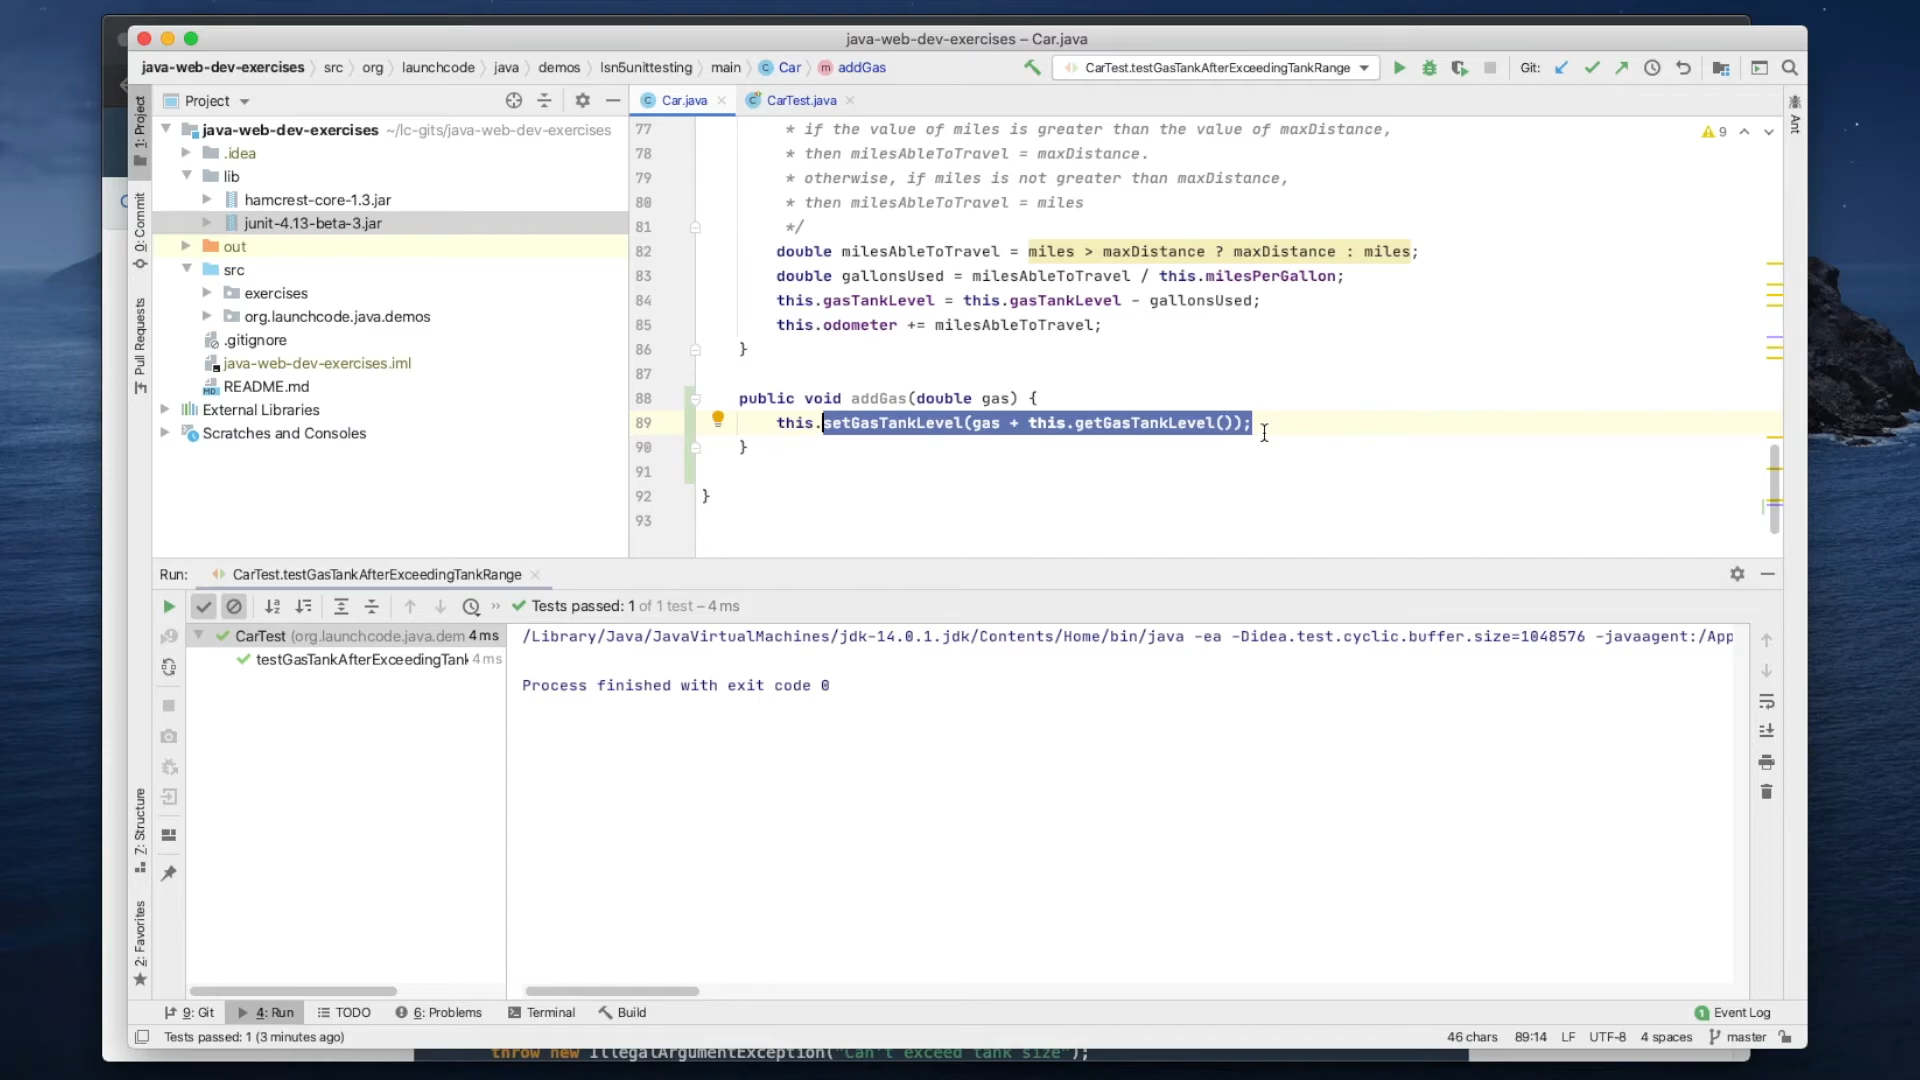 java-web-dev-exercises – Car.java
java-web-dev-exercises src org launchcode java demos lsn5unittesting main Car addGas CarTest.testGasTankAfterExceedingTankRange Git:
Project Car.java CarTest.java
1: Project
0: Commit
Pull Requests
7: Structure
2: Favorites
Ant
java-web-dev-exercises ~/lc-gits/java-web-dev-exercises
.idea
lib
hamcrest-core-1.3.jar
junit-4.13-beta-3.jar
out
src
exercises
org.launchcode.java.demos
.gitignore
java-web-dev-exercises.iml
README.md
External Libraries
Scratches and Consoles
9
77 * if the value of miles is greater than the value of maxDistance,
78 * then milesAbleToTravel = maxDistance.
79 * otherwise, if miles is not greater than maxDistance,
80 * then milesAbleToTravel = miles
81 */
82 double milesAbleToTravel = miles > maxDistance ? maxDistance : miles;
83 double gallonsUsed = milesAbleToTravel / this.milesPerGallon;
84 this.gasTankLevel = this.gasTankLevel - gallonsUsed;
85 this.odometer += milesAbleToTravel;
86 }
87
88 public void addGas(double gas) {
89 this.setGasTankLevel(gas + this.getGasTankLevel());
90 }
91
92 }
93
Run: CarTest.testGasTankAfterExceedingTankRange
Tests passed: 1 of 1 test – 4 ms
CarTest (org.launchcode.java.dem 4 ms
testGasTankAfterExceedingTank 4 ms
/Library/Java/JavaVirtualMachines/jdk-14.0.1.jdk/Contents/Home/bin/java -ea -Didea.test.cyclic.buffer.size=1048576 -javaagent:/App
Process finished with exit code 0
9: Git 4: Run TODO 6: Problems Terminal Build 1 Event Log
Tests passed: 1 (3 minutes ago) 46 chars 89:14 LF UTF-8 4 spaces master
throw new IllegalArgumentException("Can't exceed tank size");